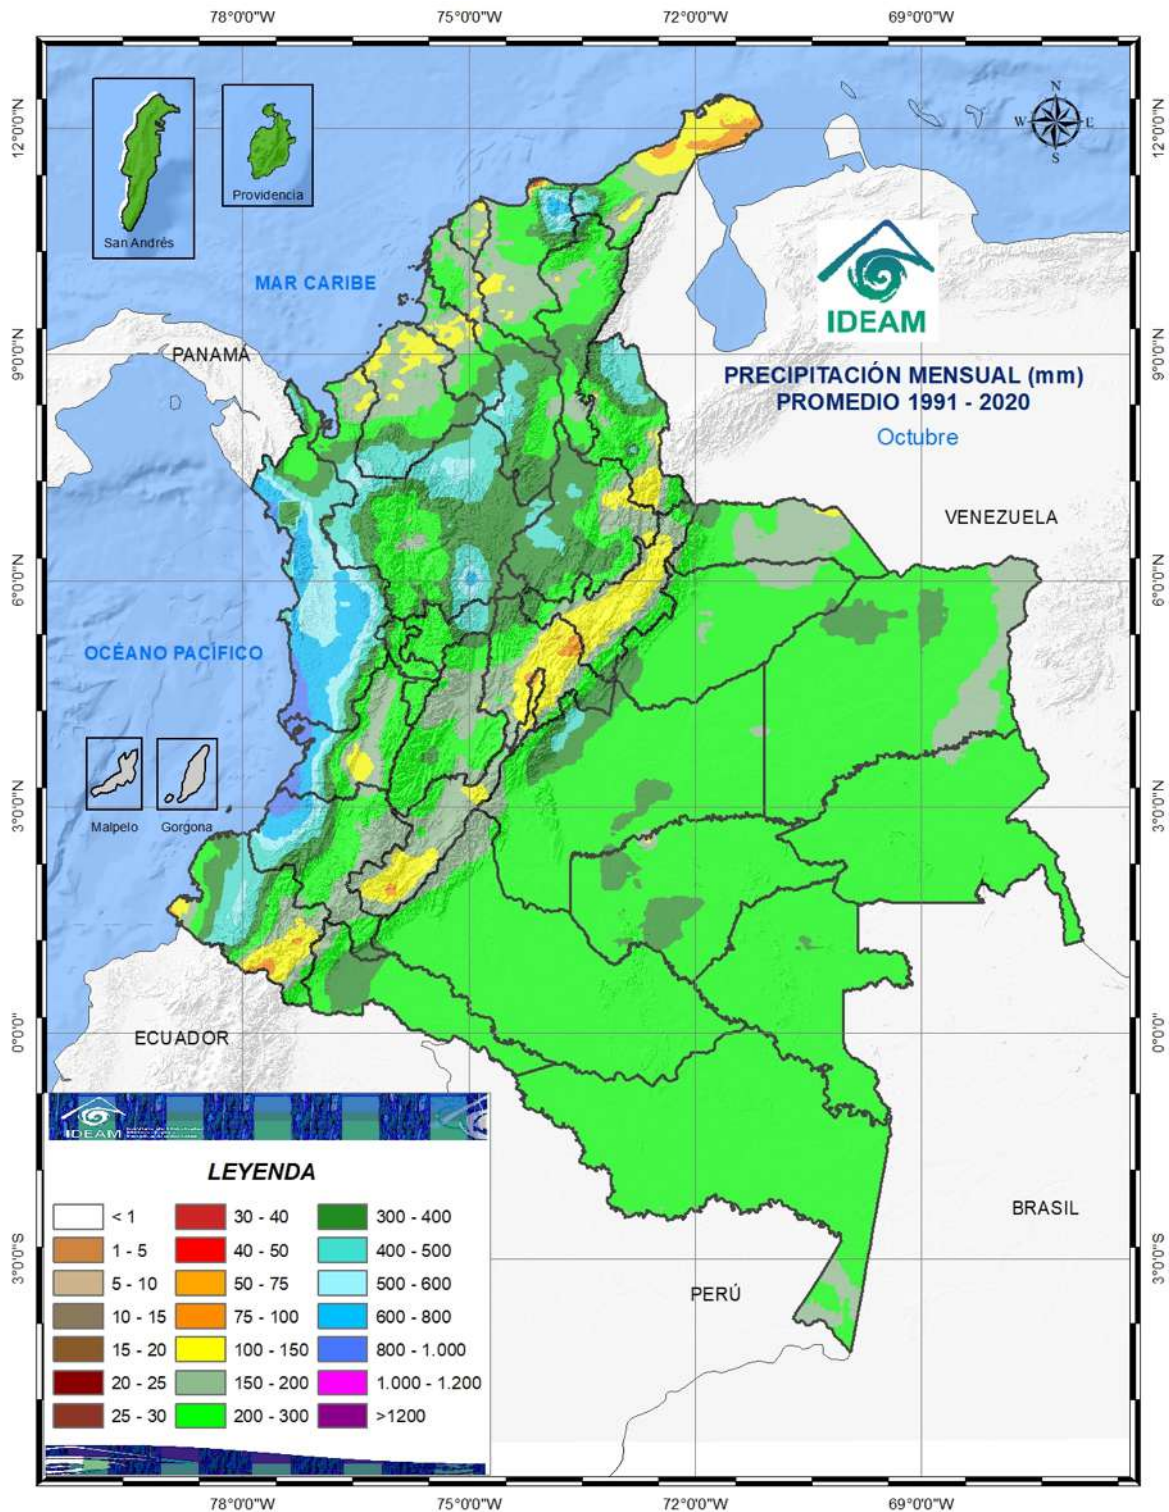 78°0'0"W 75°0'0"W 72°0'0"W 69°0'0"W
12°0'0"N
12°0'0"N
San Andrés
Providencia
N
W E
S
MAR CARIBE
IDEAM
9°0'0"N
PANAMÁ
9°0'0"N
PRECIPITACIÓN MENSUAL (mm)
PROMEDIO 1991 - 2020
Octubre
VENEZUELA
6°0'0"N
6°0'0"N
OCÉANO PACÍFICO
3°0'0"N
3°0'0"N
Malpelo
Gorgona
0°0'0"
0°0'0"
ECUADOR
IDEAM
LEYENDA
< 1
1 - 5
5 - 10
10 - 15
15 - 20
20 - 25
25 - 30
30 - 40
40 - 50
50 - 75
75 - 100
100 - 150
150 - 200
200 - 300
300 - 400
400 - 500
500 - 600
600 - 800
800 - 1.000
1.000 - 1.200
>1200
BRASIL
3°0'0"S
3°0'0"S
PERÚ
78°0'0"W 75°0'0"W 72°0'0"W 69°0'0"W